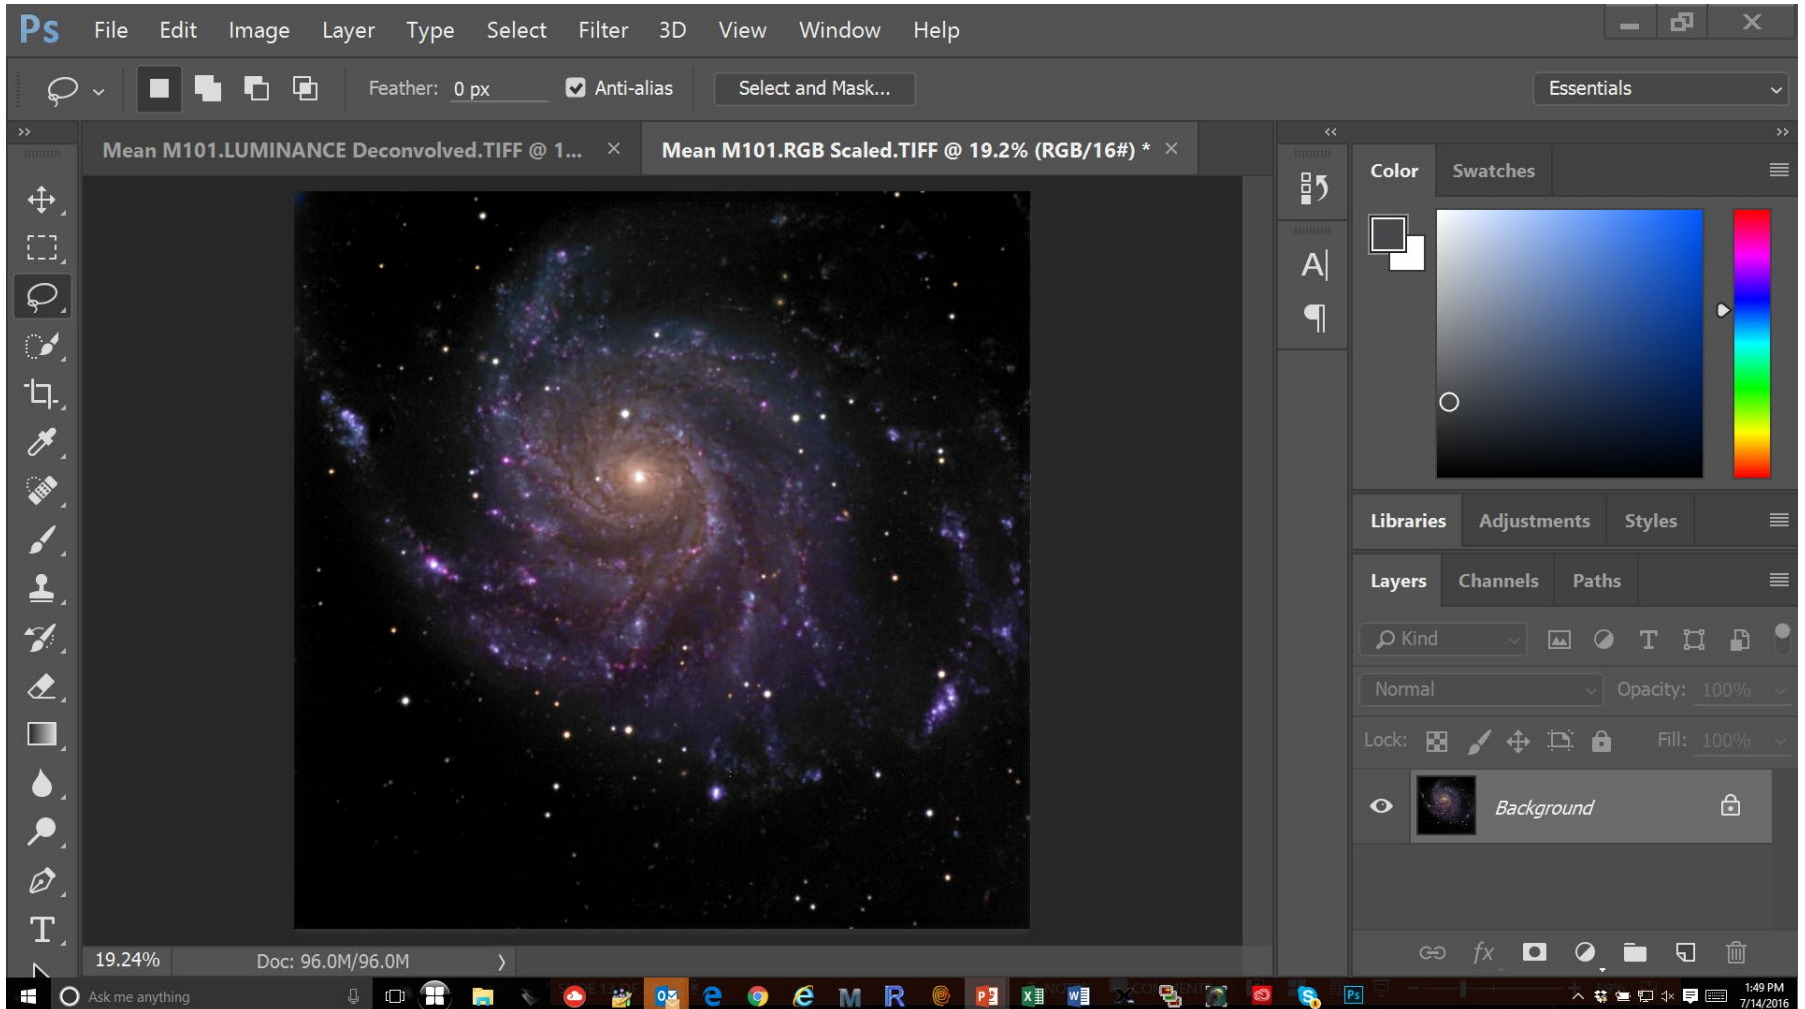 Ps File Edit Image Layer Type Select Filter 3D View Window Help
Feather: 0 px Anti-alias Select and Mask... Essentials
Mean M101.LUMINANCE Deconvolved.TIFF @ 1... × Mean M101.RGB Scaled.TIFF @ 19.2% (RGB/16#) * ×
Color Swatches
Libraries Adjustments Styles
Layers Channels Paths
Kind
Normal Opacity: 100%
Lock: Fill: 100%
Background
fx
19.24% Doc: 96.0M/96.0M
Ask me anything
1:49 PM
7/14/2016